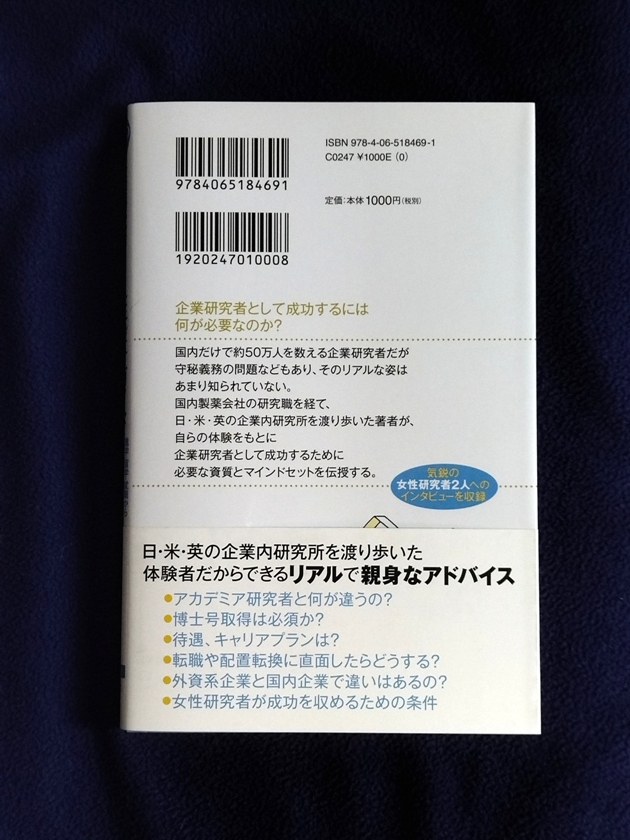 ISBN 978-4-06-518469-1
C0247 ¥1000E (0)
9784065184691
定価:本体1000円(税別)
1920247010008
企業研究者として成功するには
何が必要なのか?
国内だけで約50万人を数える企業研究者だが
守秘義務の問題などもあり、そのリアルな姿は
あまり知られていない。
国内製薬会社の研究職を経て、
日・米・英の企業内研究所を渡り歩いた著者が、
自らの体験をもとに
企業研究者として成功するために
必要な資質とマインドセットを伝授する。
気鋭の
女性研究者2人への
インタビューを収録
日・米・英の企業内研究所を渡り歩いた
体験者だからできるリアルで親身なアドバイス
●アカデミア研究者と何が違うの?
●博士号取得は必須か?
●待遇、キャリアプランは?
●転職や配置転換に直面したらどうする?
●外資系企業と国内企業で違いはあるの?
●女性研究者が成功を収めるための条件